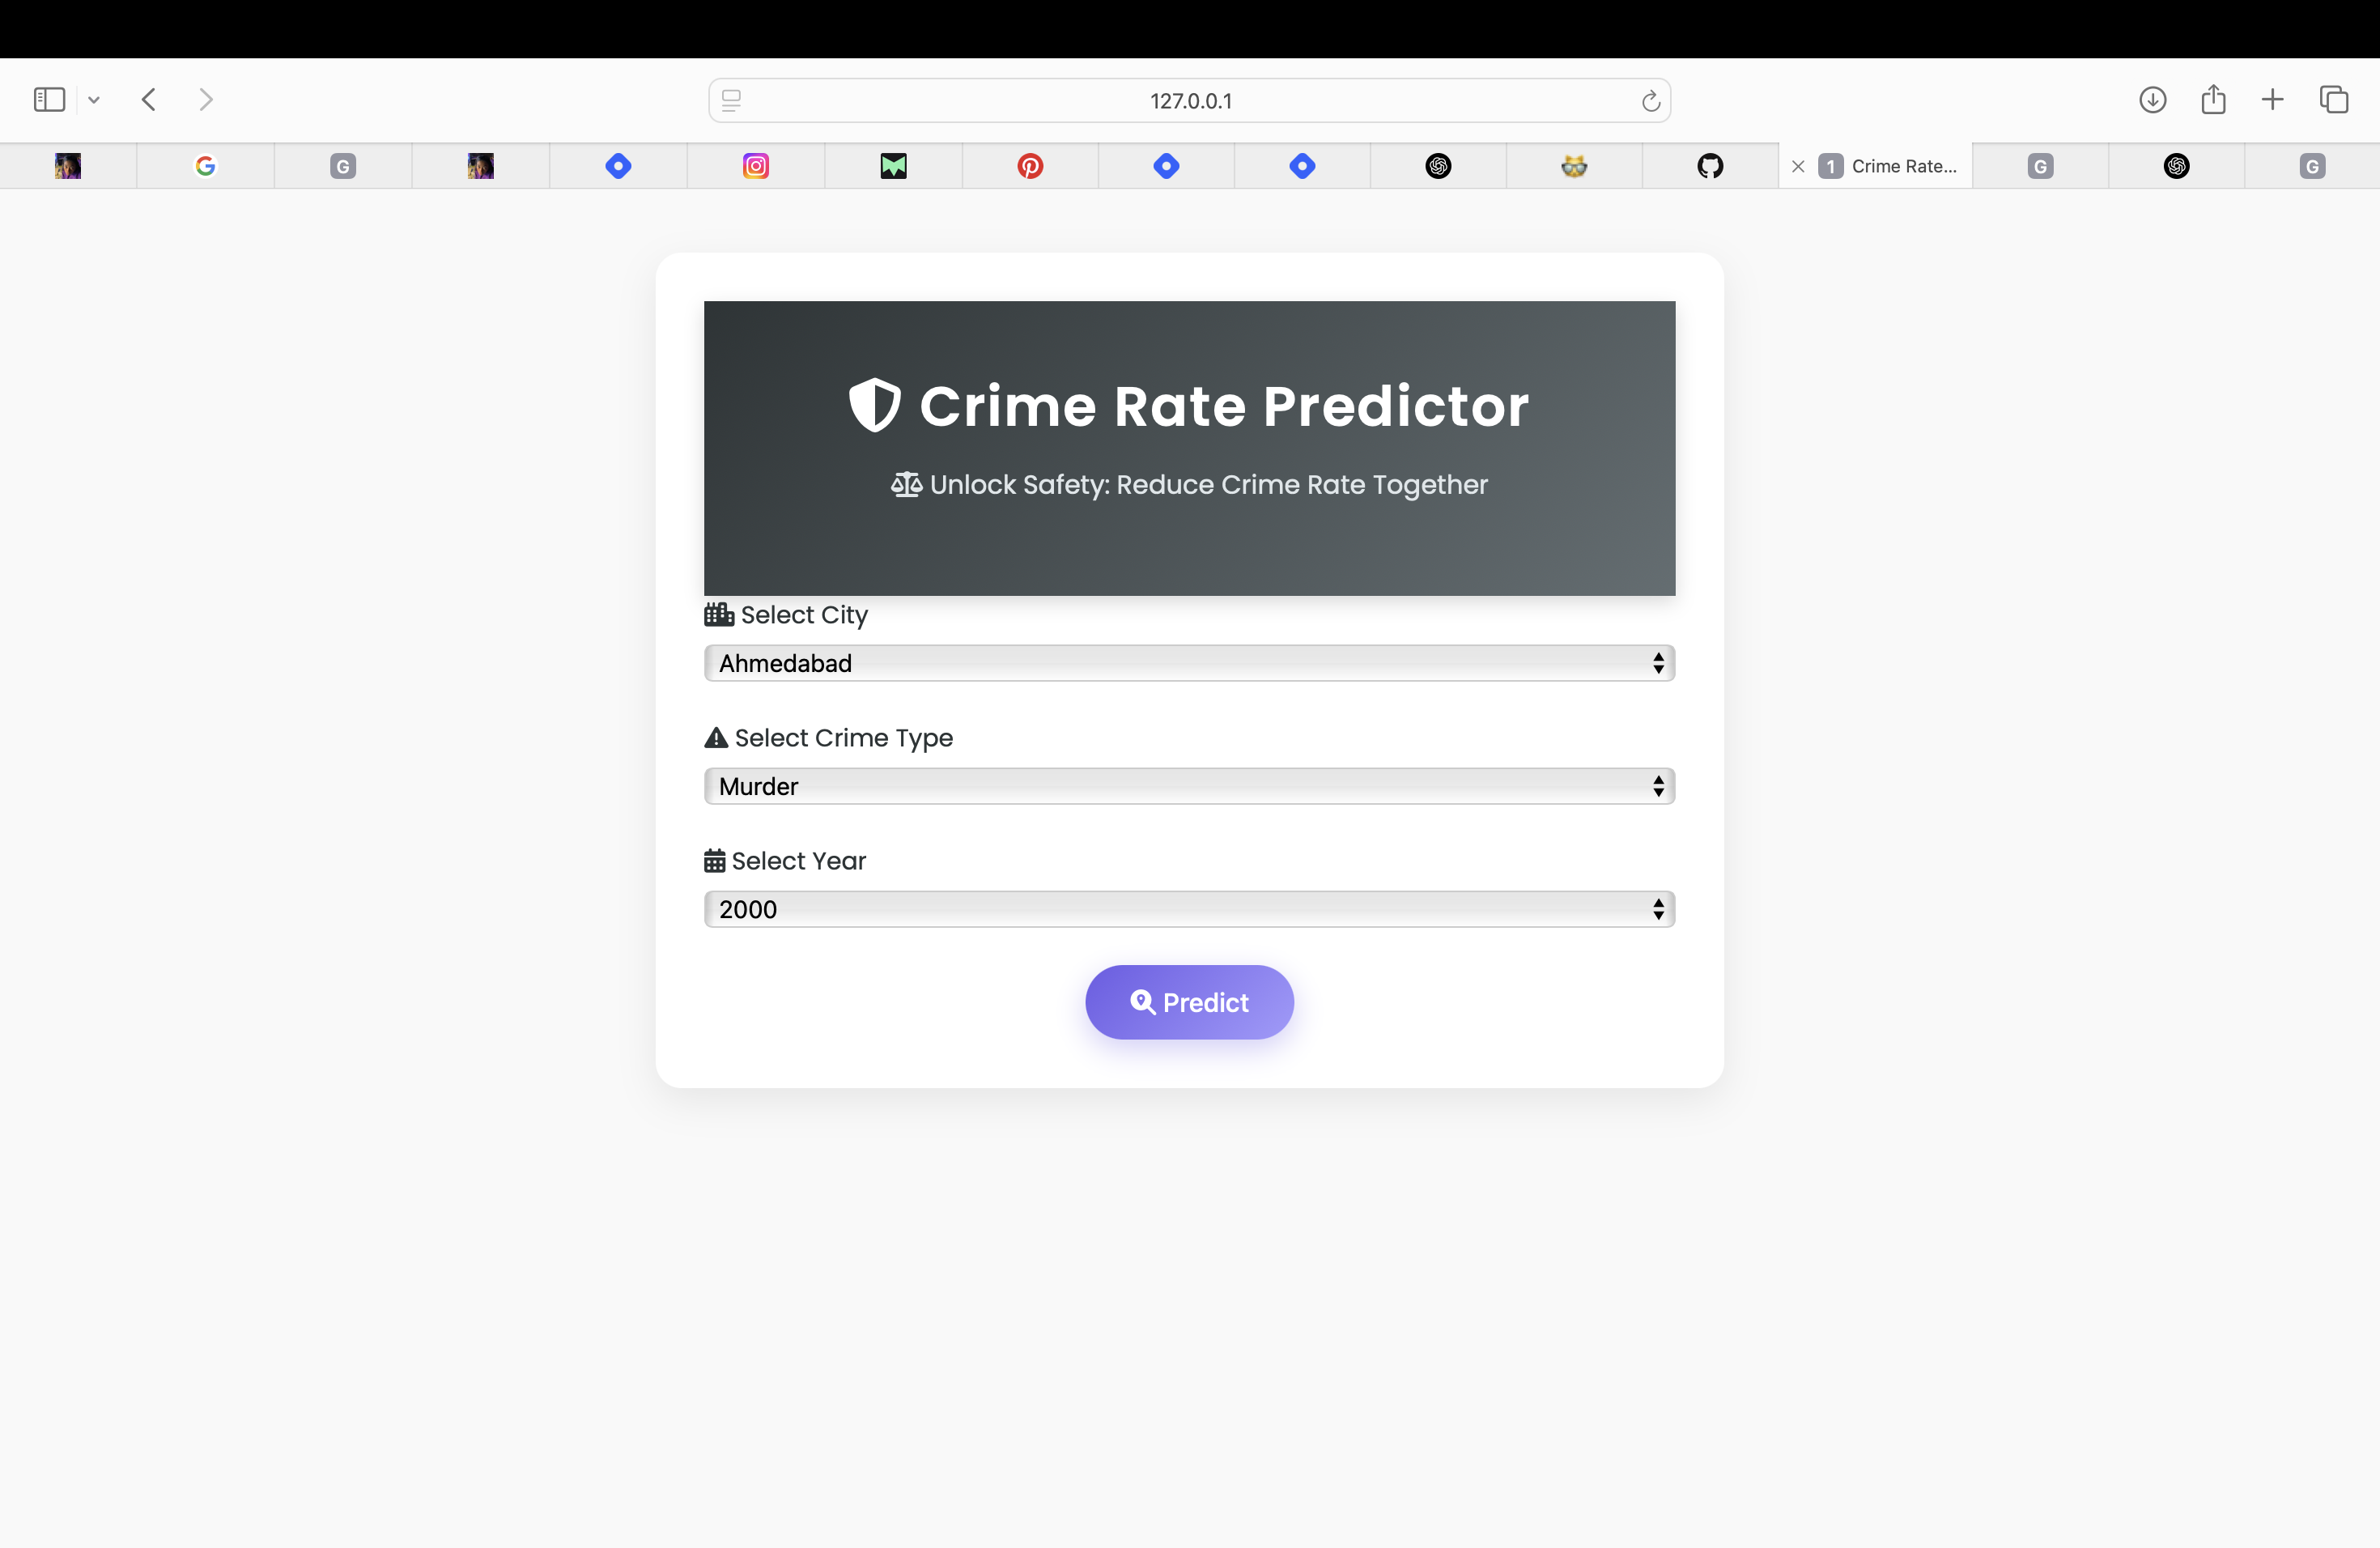 127.0.0.1
G
1 Crime Rate...
G
G
Crime Rate Predictor
Unlock Safety: Reduce Crime Rate Together
Select City
Ahmedabad
Select Crime Type
Murder
Select Year
2000
Predict